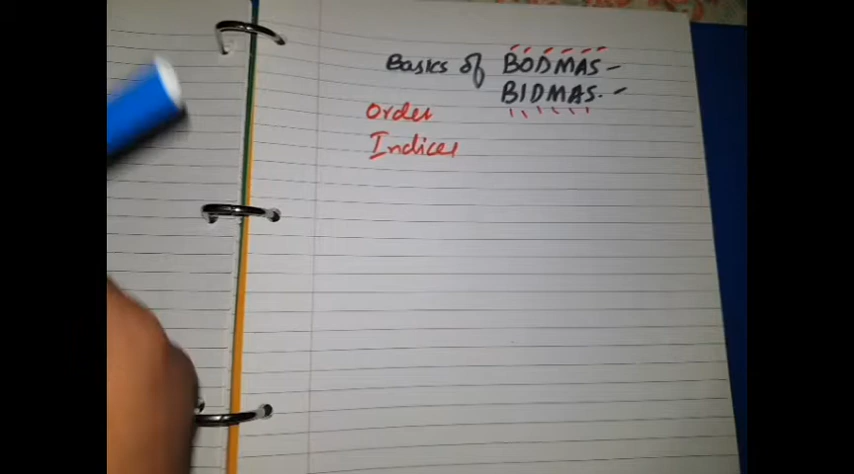 Basics of BODMAS -
BIDMAS. -
Order
Indices